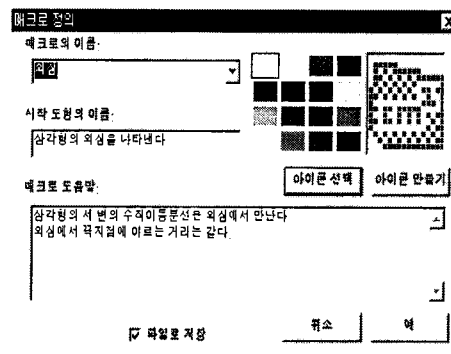 매크로 정의
매크로의 이름:
외심
시작 도형의 이름:
삼각형의 외심을 나타낸다
아이콘 선택
아이콘 만들기
매크로 도움말:
삼각형의 세 변의 수직이등분선은 외심에서 만난다
외심에서 꼭지점에 이르는 거리는 같다.
파일로 저장
취소
예